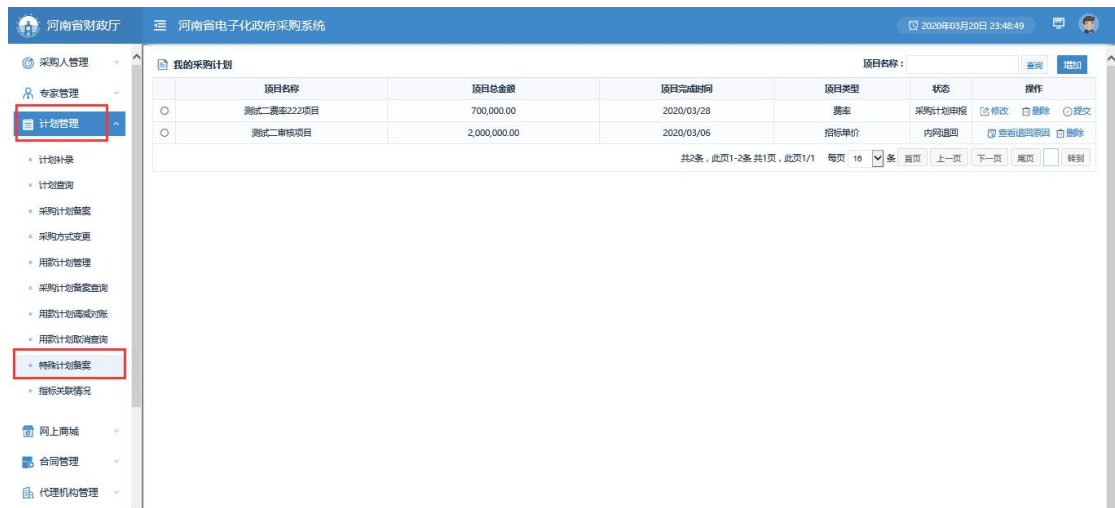 河南省财政厅
河南省电子化政府采购系统
2020年03月20日 23:48:49
采购人管理
专家管理
计划管理
计划补录
计划查询
采购计划备案
采购方式变更
用款计划管理
采购计划备案查询
用款计划调减对账
用款计划取消查询
特殊计划备案
指标关联情况
网上商城
合同管理
代理机构管理
我的采购计划
项目名称： 查询 增加
项目名称 项目总金额 项目完成时间 项目类型 状态 操作
测试二费率222项目 700,000.00 2020/03/28 费率 采购计划申报 修改 删除 提交
测试二审核项目 2,000,000.00 2020/03/06 招标单价 内网退回 查看退回原因 删除
共2条，此页1-2条 共1页，此页1/1 每页 16 条 首页 上一页 下一页 尾页 转到